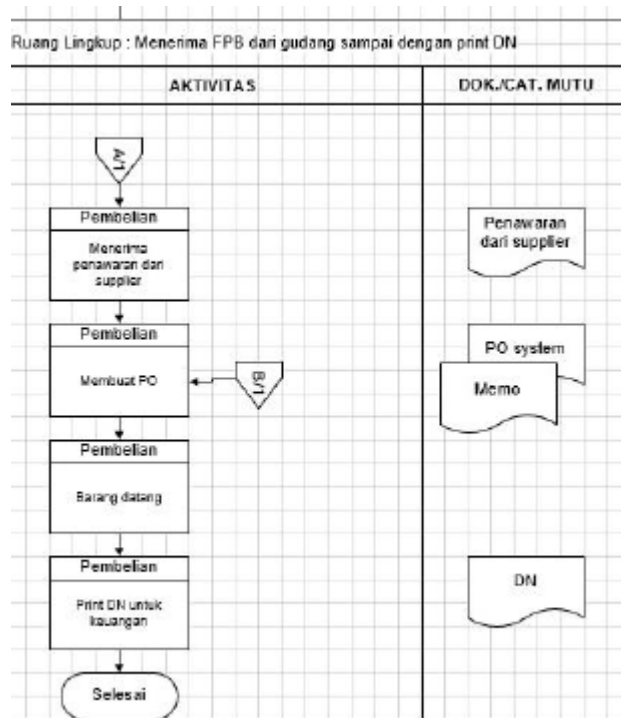 Ruang Lingkup : Menerima FPB dari gudang sampai dengan print DN
AKTIVITAS
DOK./CAT. MUTU
A/1
Pembelian
Menerima
penawaran dari
supplier
Penawaran
dari supplier
Pembelian
Membuat PO
B/1
PO system
Memo
Pembelian
Barang datang
Pembelian
Print DN untuk
keuangan
DN
Selesai